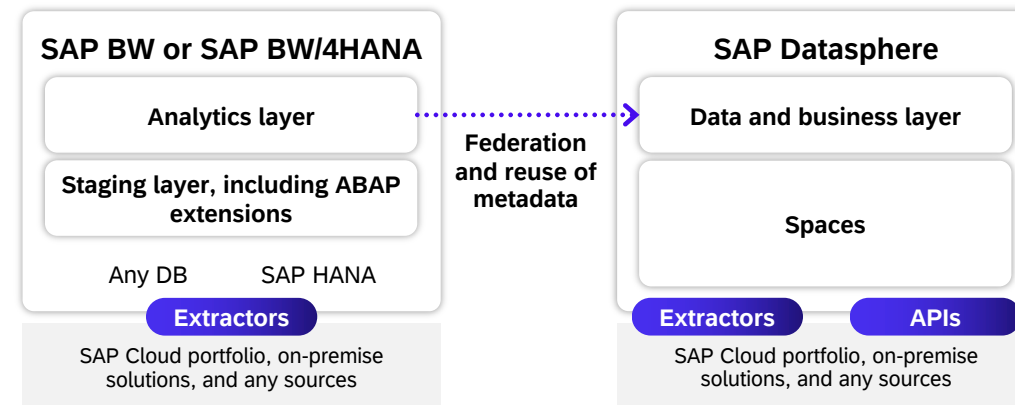 SAP BW or SAP BW/4HANA
Analytics layer
Staging layer, including ABAP
extensions
Any DB SAP HANA
Extractors
SAP Cloud portfolio, on-premise
solutions, and any sources
Federation
and reuse of
metadata
SAP Datasphere
Data and business layer
Spaces
Extractors APIs
SAP Cloud portfolio, on-premise
solutions, and any sources